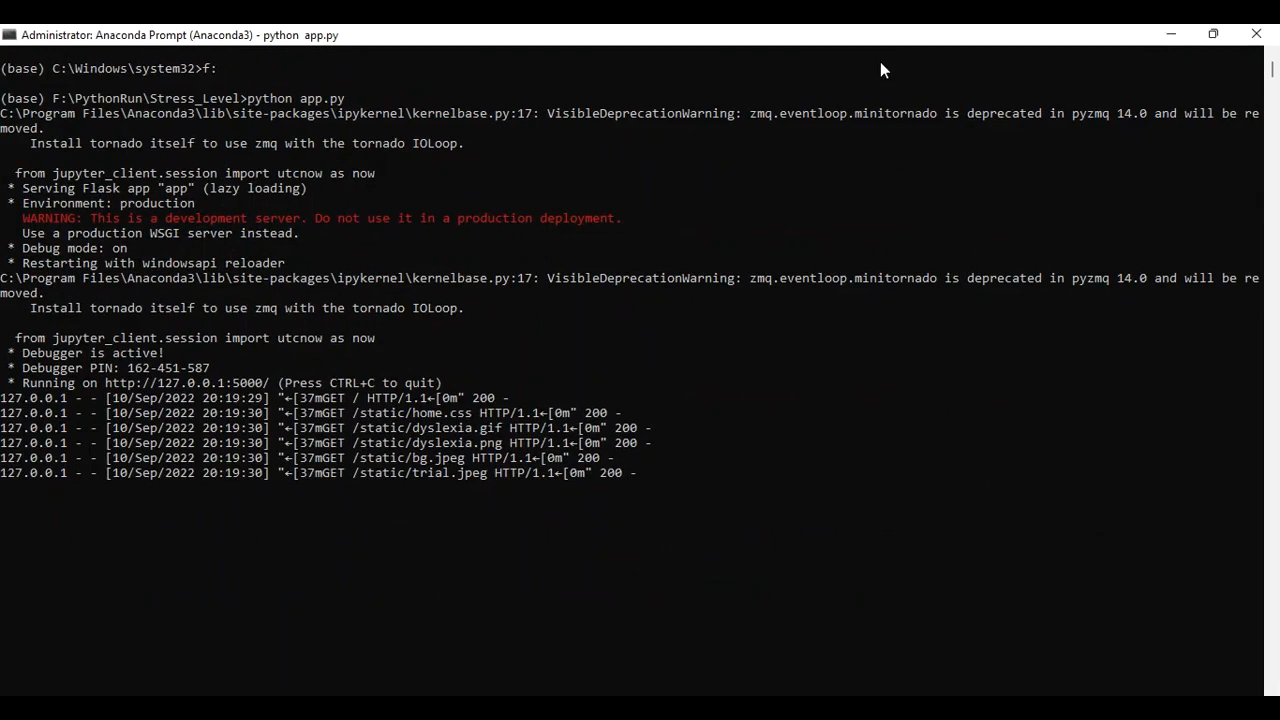 Administrator: Anaconda Prompt (Anaconda3) - python  app.py
(base) C:\Windows\system32>f:
(base) F:\PythonRun\Stress_Level>python app.py
C:\Program Files\Anaconda3\lib\site-packages\ipykernel\kernelbase.py:17: VisibleDeprecationWarning: zmq.eventloop.minitornado is deprecated in pyzmq 14.0 and will be re
moved.
    Install tornado itself to use zmq with the tornado IOLoop.
  from jupyter_client.session import utcnow as now
 * Serving Flask app "app" (lazy loading)
 * Environment: production
   WARNING: This is a development server. Do not use it in a production deployment.
   Use a production WSGI server instead.
 * Debug mode: on
 * Restarting with windowsapi reloader
C:\Program Files\Anaconda3\lib\site-packages\ipykernel\kernelbase.py:17: VisibleDeprecationWarning: zmq.eventloop.minitornado is deprecated in pyzmq 14.0 and will be re
moved.
    Install tornado itself to use zmq with the tornado IOLoop.
  from jupyter_client.session import utcnow as now
 * Debugger is active!
 * Debugger PIN: 162-451-587
 * Running on http://127.0.0.1:5000/ (Press CTRL+C to quit)
127.0.0.1 - - [10/Sep/2022 20:19:29] "←[37mGET / HTTP/1.1←[0m" 200 -
127.0.0.1 - - [10/Sep/2022 20:19:30] "←[37mGET /static/home.css HTTP/1.1←[0m" 200 -
127.0.0.1 - - [10/Sep/2022 20:19:30] "←[37mGET /static/dyslexia.gif HTTP/1.1←[0m" 200 -
127.0.0.1 - - [10/Sep/2022 20:19:30] "←[37mGET /static/dyslexia.png HTTP/1.1←[0m" 200 -
127.0.0.1 - - [10/Sep/2022 20:19:30] "←[37mGET /static/bg.jpeg HTTP/1.1←[0m" 200 -
127.0.0.1 - - [10/Sep/2022 20:19:30] "←[37mGET /static/trial.jpeg HTTP/1.1←[0m" 200 -